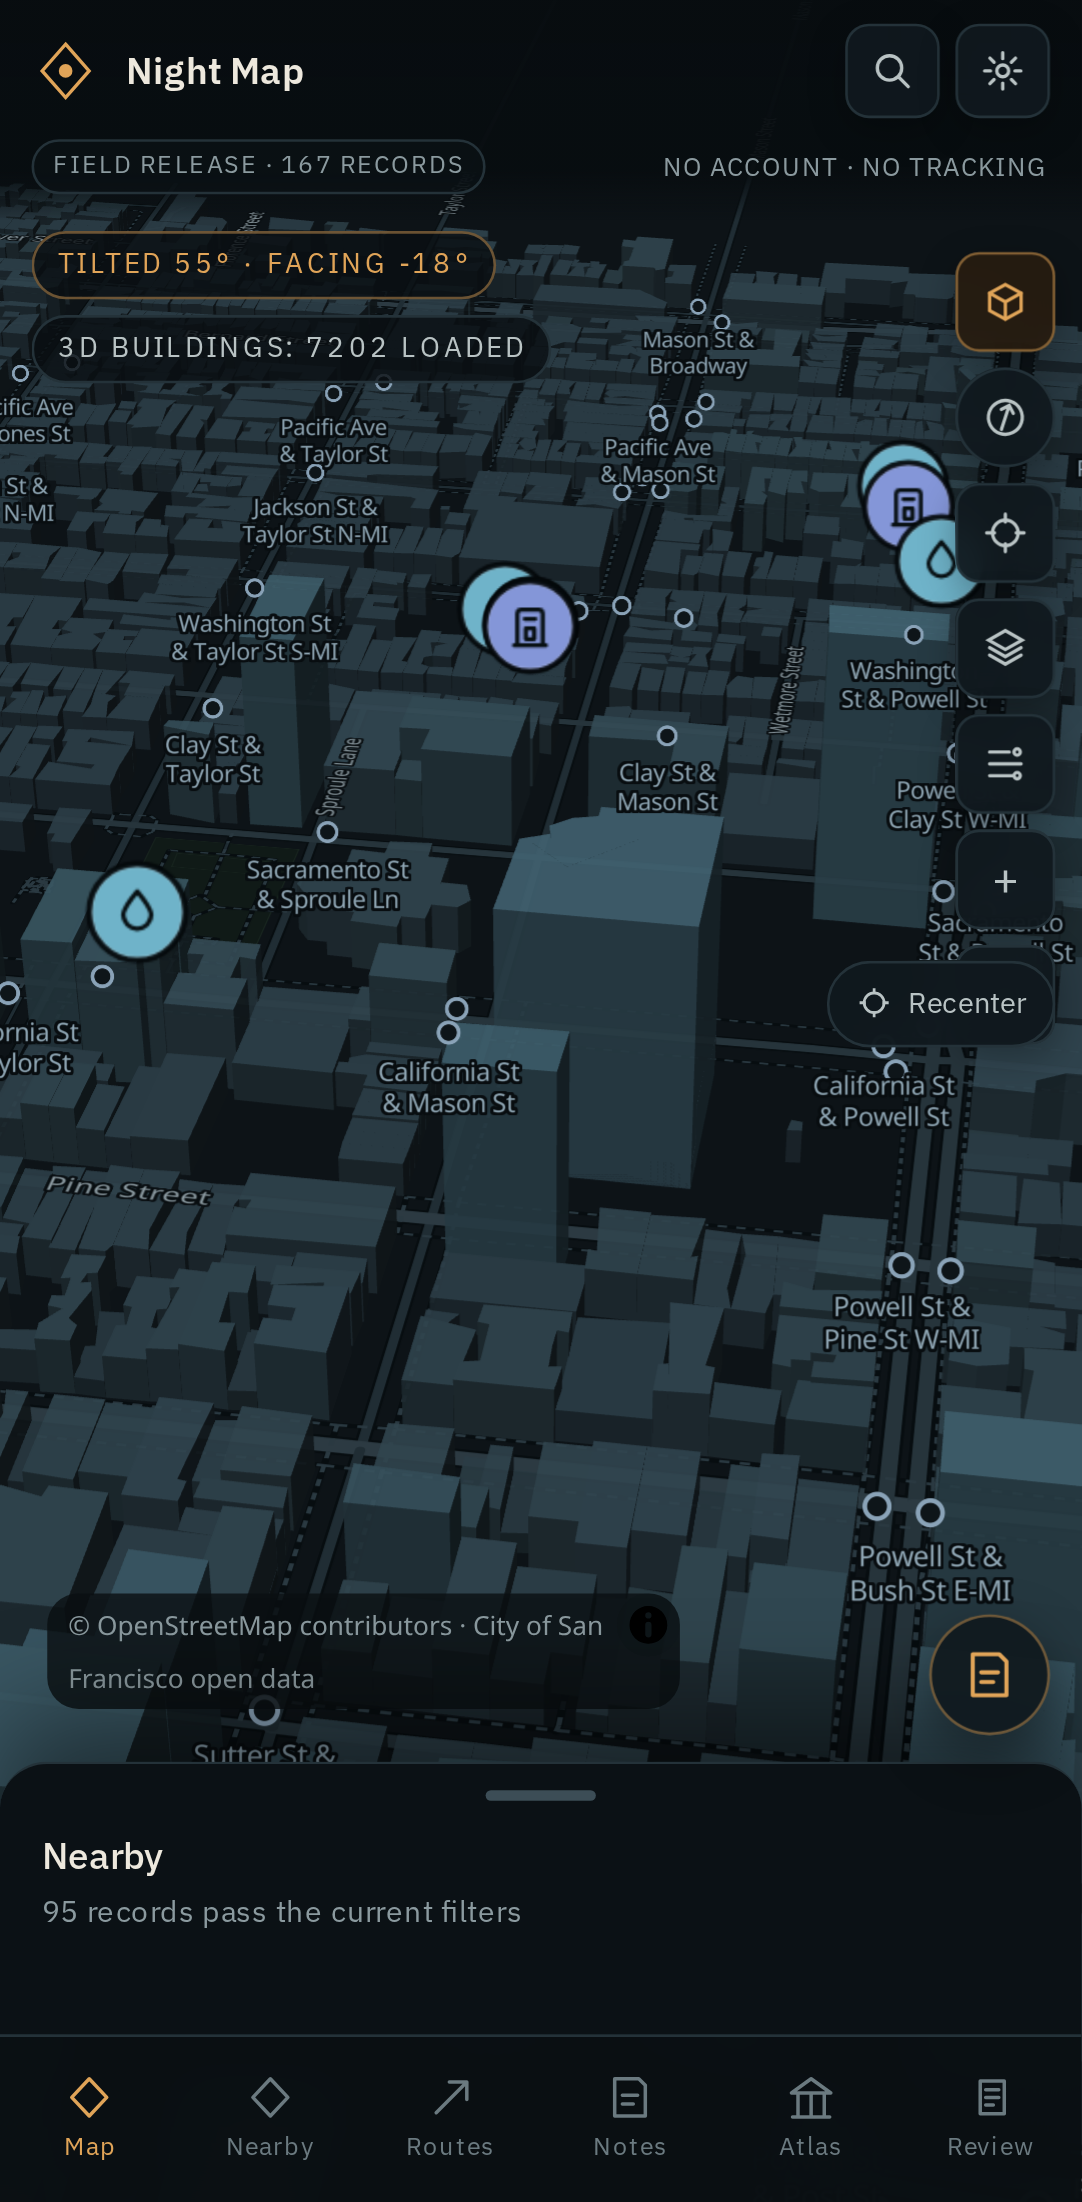 Night Map
FIELD RELEASE · 167 RECORDS
NO ACCOUNT · NO TRACKING
TILTED 55° · FACING -18°
3D BUILDINGS: 7202 LOADED
Mason St &
Broadway
Pacific Ave
& Taylor St
Pacific Ave
& Mason St
St &
N-MI
Jackson St &
Taylor St N-MI
Washington St
& Taylor St S-MI
Wetmore Street
St & Powell St
Clay St &
Taylor St
Sproule Lane
Clay St &
Mason St
Clay St W-MI
Sacramento St
& Sproule Ln
Recenter
California St
& Mason St
California St
& Powell St
Pine Street
Powell St &
Pine St W-MI
Powell St &
Bush St E-MI
© OpenStreetMap contributors · City of San
Francisco open data
Sutter St &
Nearby
95 records pass the current filters
Map
Nearby
Routes
Notes
Atlas
Review